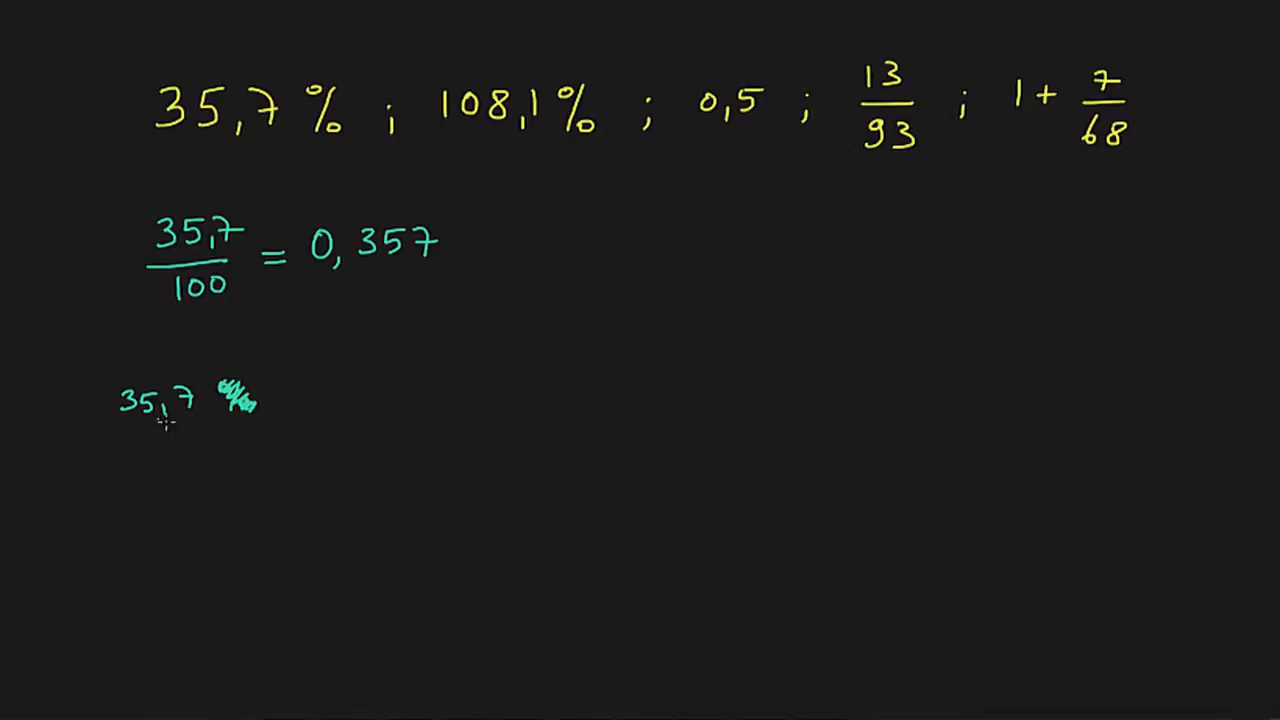 35,7 % ; 108,1 % ; 0,5 ; 13/93 ; 1 + 7/68
35,7/100 = 0,357
35,7